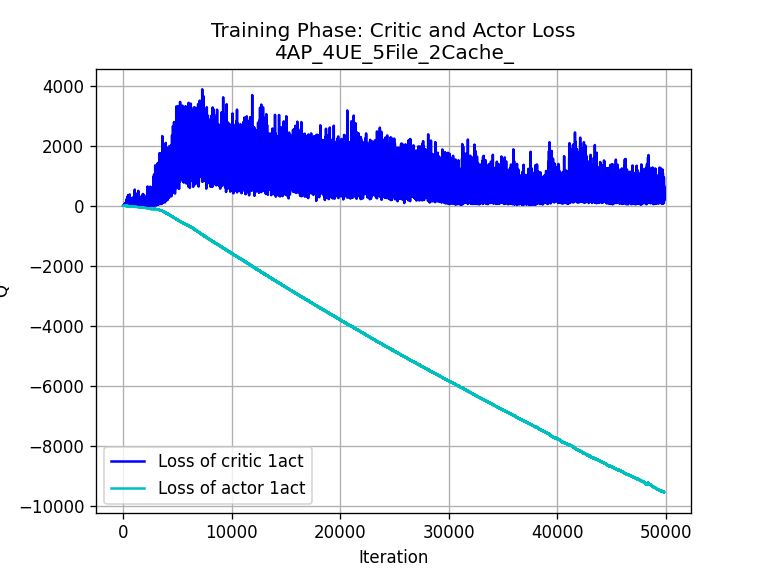 Training Phase: Critic and Actor Loss
4AP_4UE_5File_2Cache_
4000
2000
0
−2000
−4000
−6000
−8000
−10000
Q
Loss of critic 1act
Loss of actor 1act
0
10000
20000
30000
40000
50000
Iteration